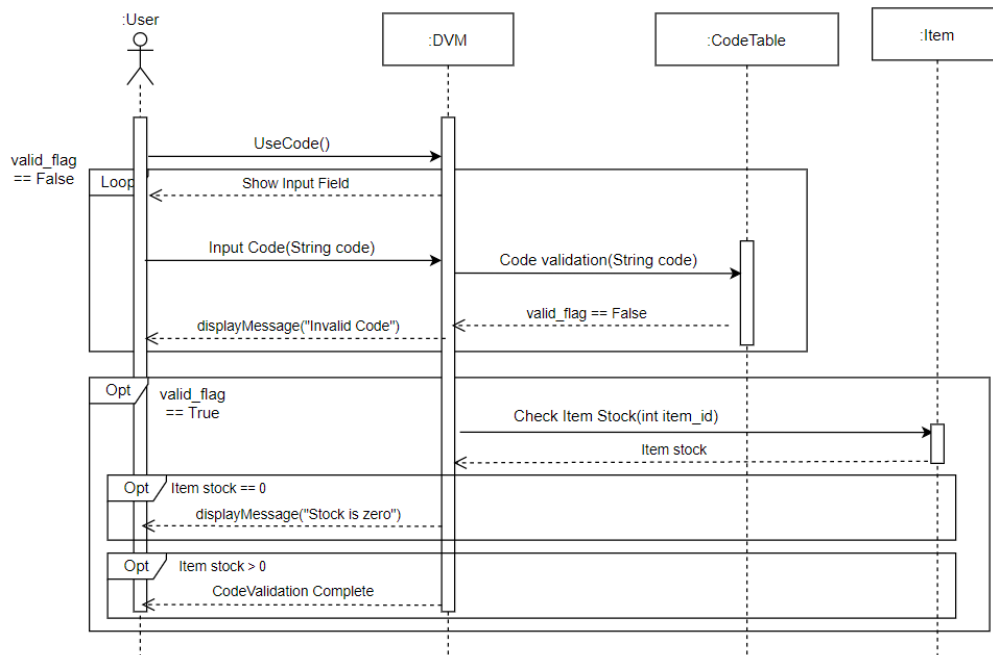 :User
:DVM
:CodeTable
:Item
UseCode()
valid_flag
== False
Loop
Show Input Field
Input Code(String code)
Code validation(String code)
valid_flag == False
displayMessage("Invalid Code")
Opt
valid_flag
== True
Check Item Stock(int item_id)
Item stock
Opt
Item stock == 0
displayMessage("Stock is zero")
Opt
Item stock > 0
CodeValidation Complete